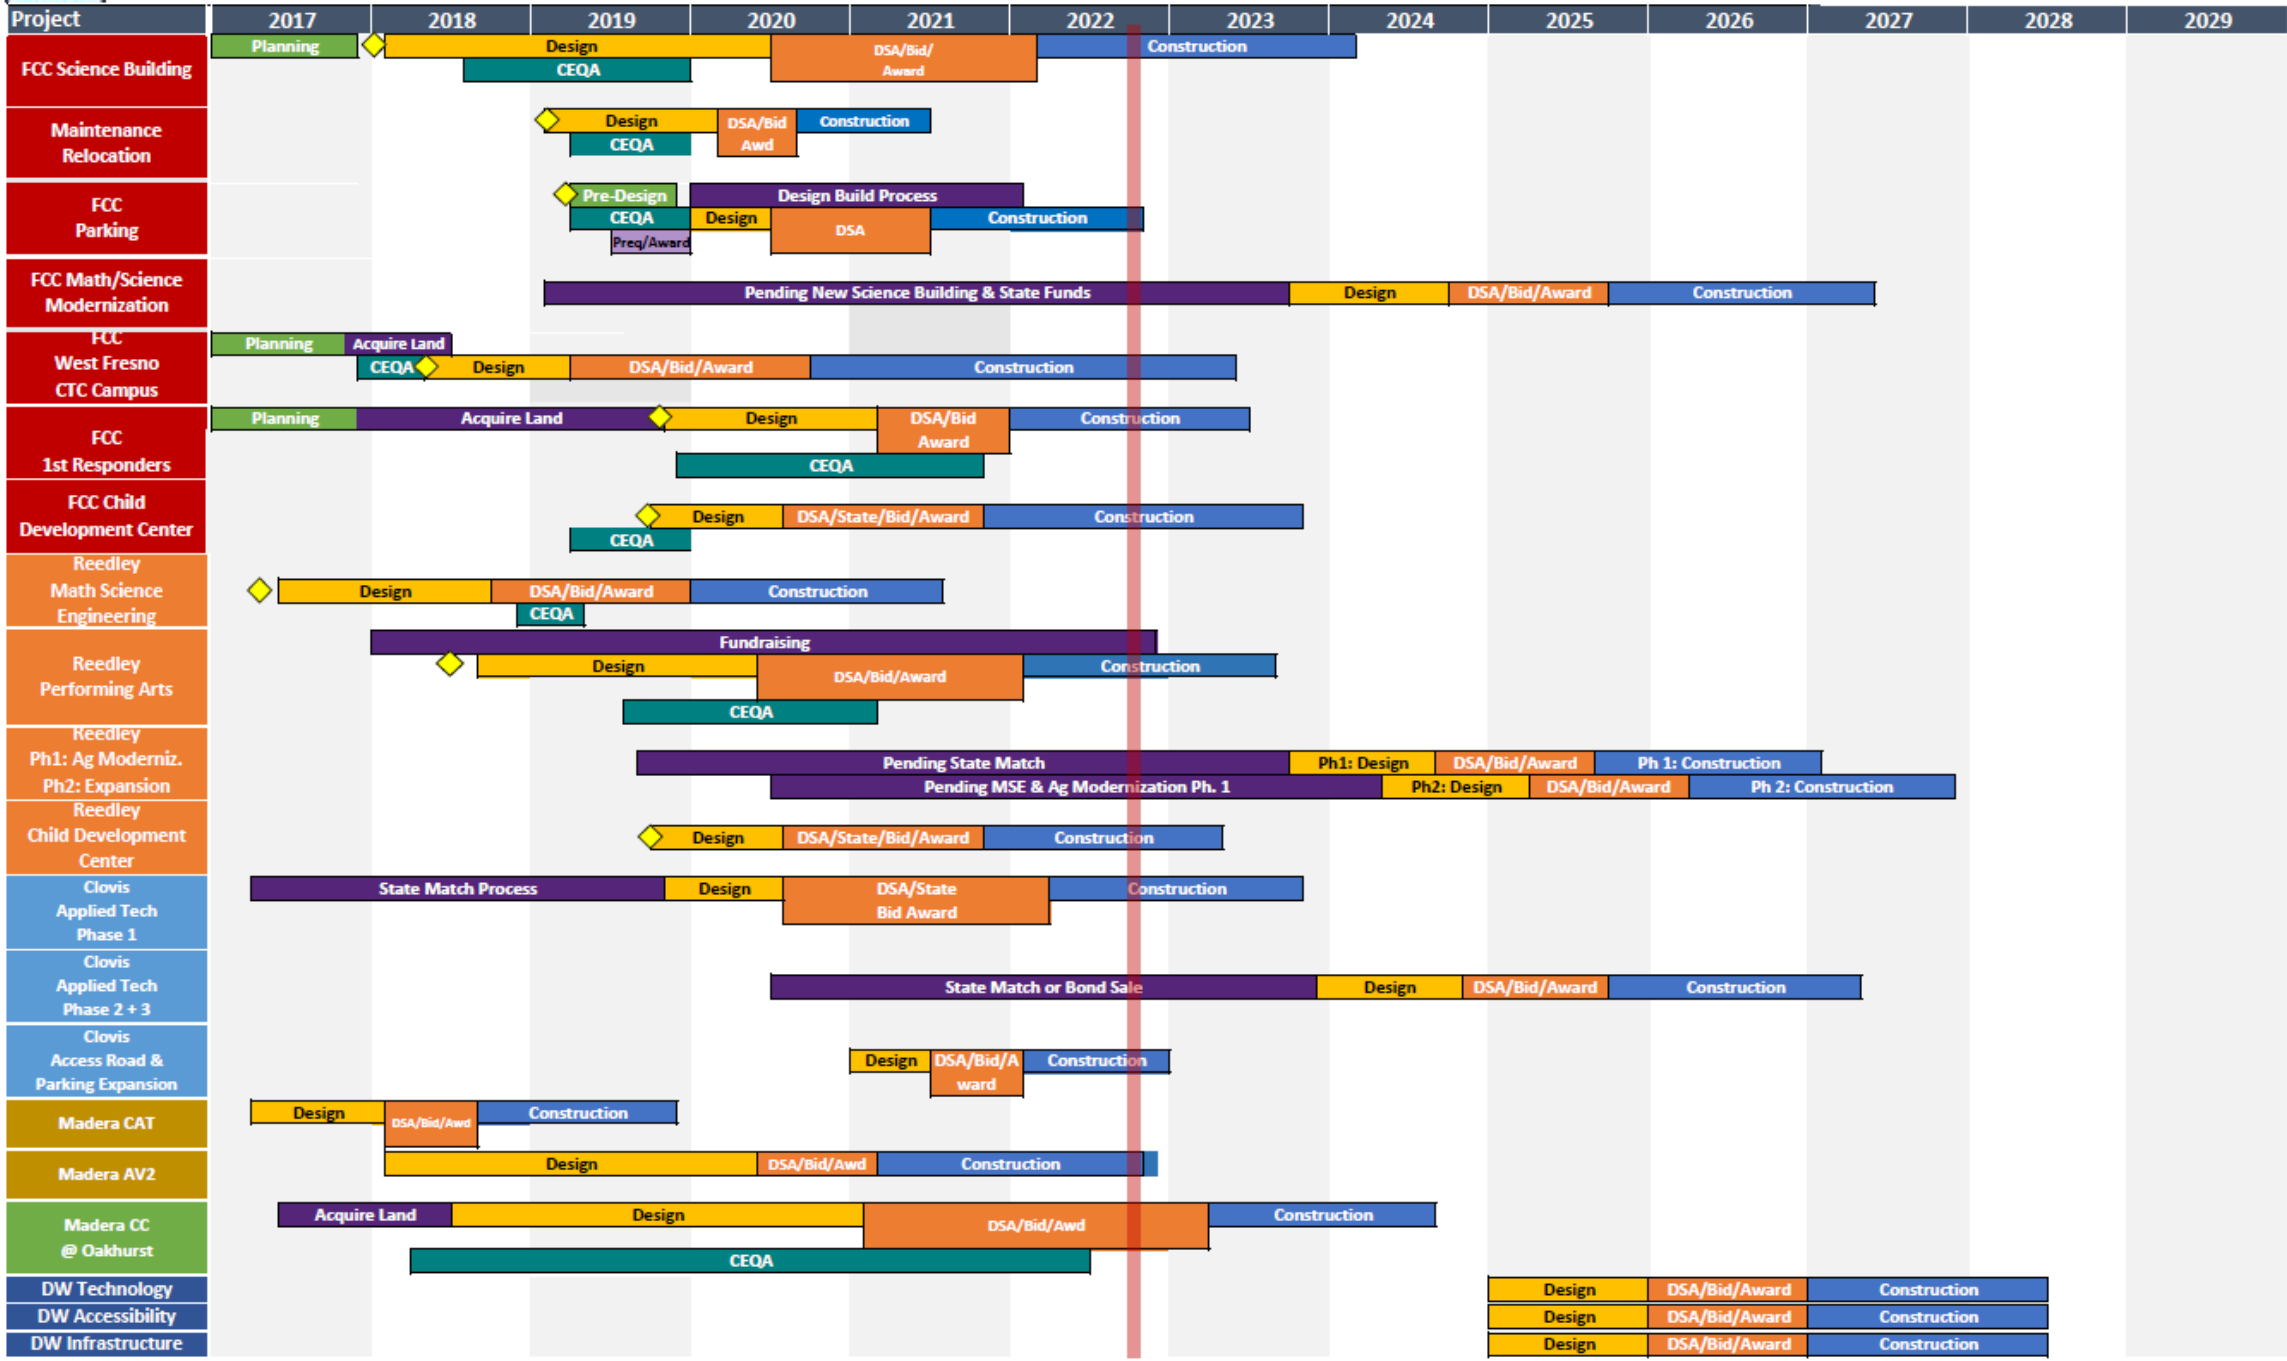 Project 2017 2018 2019 2020 2021 2022 2023 2024 2025 2026 2027 2028 2029
FCC Science Building
Planning Design DSA/Bid/ Construction
CEQA Award
Maintenance
Relocation
Design DSA/Bid Construction
CEQA Awd
FCC
Parking
Pre-Design Design Build Process
CEQA Design DSA Construction
Preq/Award
FCC Math/Science
Modernization
Pending New Science Building & State Funds Design DSA/Bid/Award Construction
FCC
West Fresno
CTC Campus
Planning Acquire Land
CEQA Design DSA/Bid/Award Construction
FCC
1st Responders
Planning Acquire Land Design DSA/Bid Construction
Award
CEQA
FCC Child
Development Center
Design DSA/State/Bid/Award Construction
CEQA
Reedley
Math Science
Engineering
Design DSA/Bid/Award Construction
CEQA
Reedley
Performing Arts
Fundraising
Design DSA/Bid/Award Construction
CEQA
Reedley
Ph1: Ag Moderniz.
Ph2: Expansion
Pending State Match Ph1: Design DSA/Bid/Award Ph 1: Construction
Pending MSE & Ag Modernization Ph. 1 Ph2: Design DSA/Bid/Award Ph 2: Construction
Reedley
Child Development
Center
Design DSA/State/Bid/Award Construction
Clovis
Applied Tech
Phase 1
State Match Process Design DSA/State Construction
Bid Award
Clovis
Applied Tech
Phase 2 + 3
State Match or Bond Sale Design DSA/Bid/Award Construction
Clovis
Access Road &
Parking Expansion
Design DSA/Bid/A Construction
ward
Madera CAT
Design DSA/Bid/Awd Construction
Madera AV2
Design DSA/Bid/Awd Construction
Madera CC
@ Oakhurst
Acquire Land Design DSA/Bid/Awd Construction
CEQA
DW Technology Design DSA/Bid/Award Construction
DW Accessibility Design DSA/Bid/Award Construction
DW Infrastructure Design DSA/Bid/Award Construction